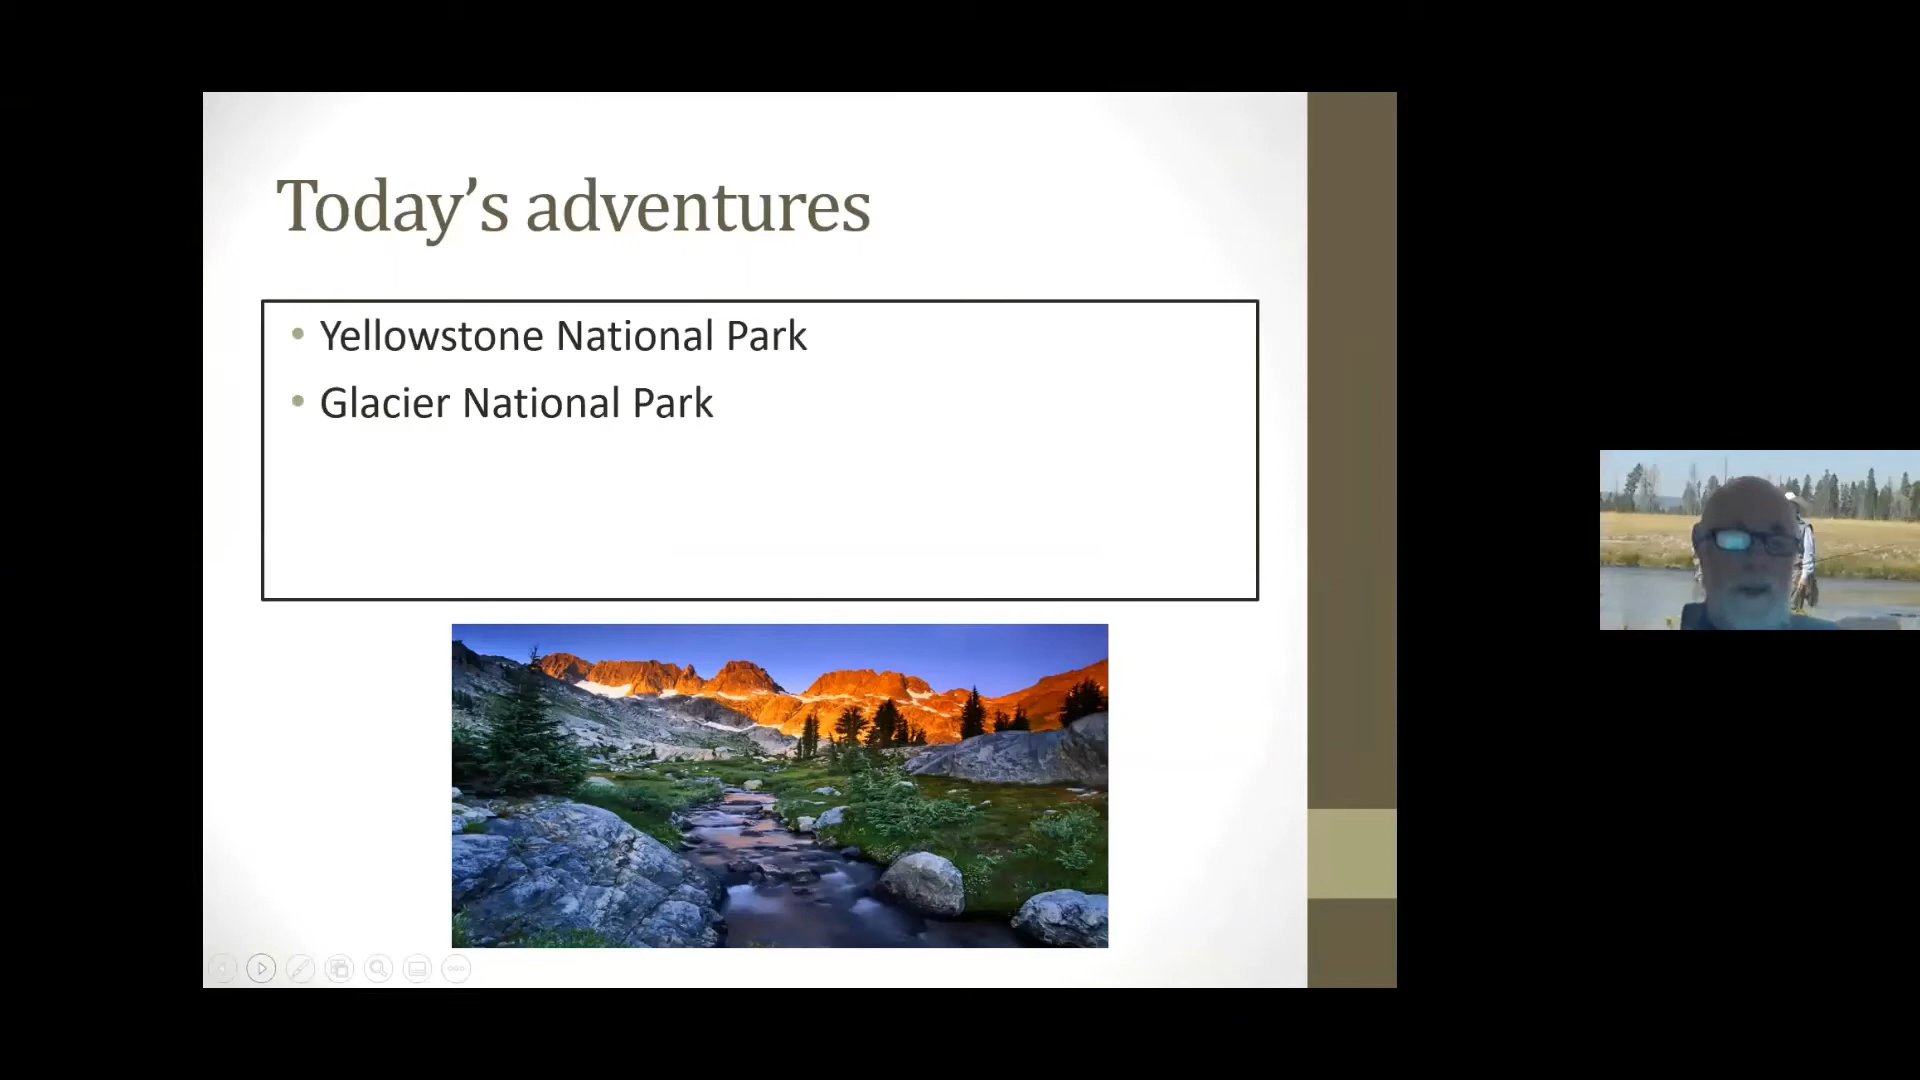 Today’s adventures
• Yellowstone National Park
• Glacier National Park